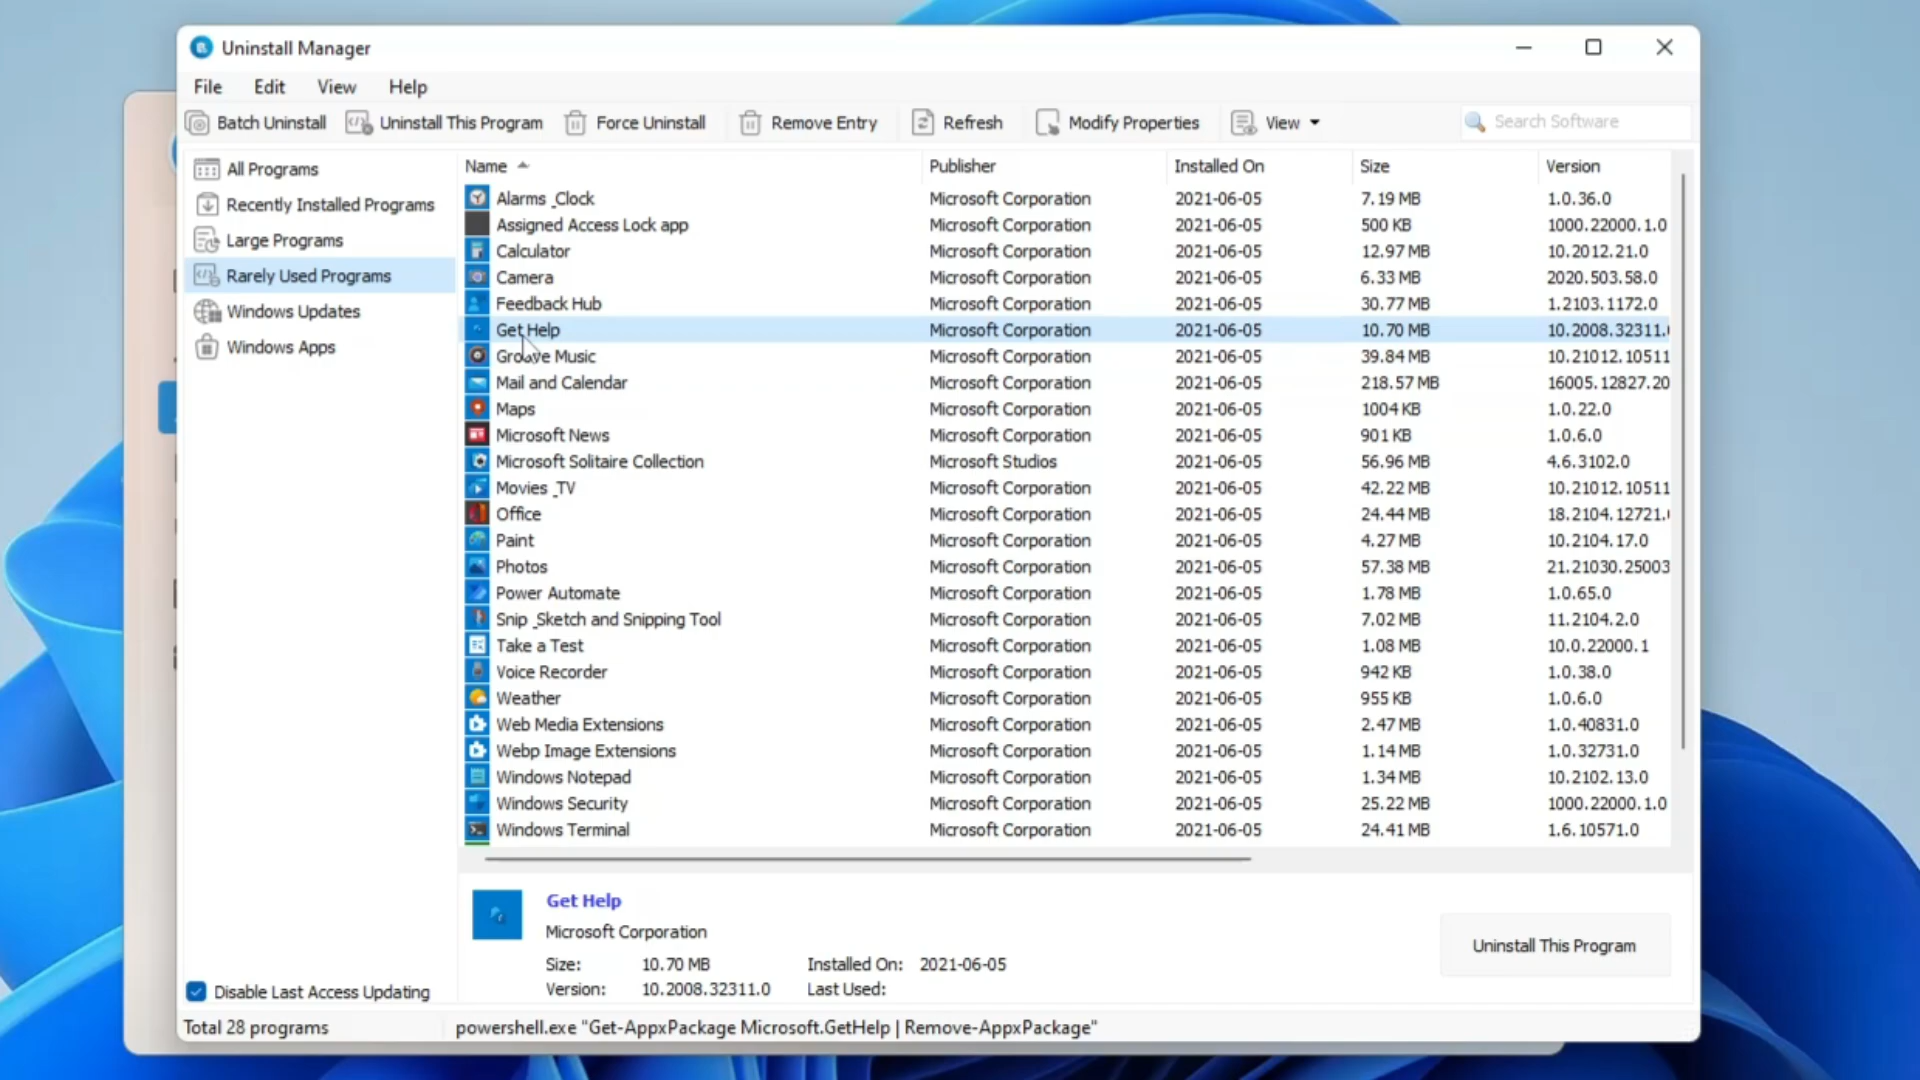 Uninstall Manager
File Edit View Help
Batch Uninstall Uninstall This Program Force Uninstall Remove Entry Refresh Modify Properties View Search Software
All Programs
Recently Installed Programs
Large Programs
Rarely Used Programs
Windows Updates
Windows Apps
Name Publisher Installed On Size Version
Alarms _Clock Microsoft Corporation 2021-06-05 7.19 MB 1.0.36.0
Assigned Access Lock app Microsoft Corporation 2021-06-05 500 KB 1000.22000.1.0
Calculator Microsoft Corporation 2021-06-05 12.97 MB 10.2012.21.0
Camera Microsoft Corporation 2021-06-05 6.33 MB 2020.503.58.0
Feedback Hub Microsoft Corporation 2021-06-05 30.77 MB 1.2103.1172.0
Get Help Microsoft Corporation 2021-06-05 10.70 MB 10.2008.32311.
Groove Music Microsoft Corporation 2021-06-05 39.84 MB 10.21012.10511
Mail and Calendar Microsoft Corporation 2021-06-05 218.57 MB 16005.12827.20
Maps Microsoft Corporation 2021-06-05 1004 KB 1.0.22.0
Microsoft News Microsoft Corporation 2021-06-05 901 KB 1.0.6.0
Microsoft Solitaire Collection Microsoft Studios 2021-06-05 56.96 MB 4.6.3102.0
Movies _TV Microsoft Corporation 2021-06-05 42.22 MB 10.21012.10511
Office Microsoft Corporation 2021-06-05 24.44 MB 18.2104.12721.
Paint Microsoft Corporation 2021-06-05 4.27 MB 10.2104.17.0
Photos Microsoft Corporation 2021-06-05 57.38 MB 21.21030.25003
Power Automate Microsoft Corporation 2021-06-05 1.78 MB 1.0.65.0
Snip _Sketch and Snipping Tool Microsoft Corporation 2021-06-05 7.02 MB 11.2104.2.0
Take a Test Microsoft Corporation 2021-06-05 1.08 MB 10.0.22000.1
Voice Recorder Microsoft Corporation 2021-06-05 942 KB 1.0.38.0
Weather Microsoft Corporation 2021-06-05 955 KB 1.0.6.0
Web Media Extensions Microsoft Corporation 2021-06-05 2.47 MB 1.0.40831.0
Webp Image Extensions Microsoft Corporation 2021-06-05 1.14 MB 1.0.32731.0
Windows Notepad Microsoft Corporation 2021-06-05 1.34 MB 10.2102.13.0
Windows Security Microsoft Corporation 2021-06-05 25.22 MB 1000.22000.1.0
Windows Terminal Microsoft Corporation 2021-06-05 24.41 MB 1.6.10571.0
Get Help
Microsoft Corporation
Size: 10.70 MB Installed On: 2021-06-05
Version: 10.2008.32311.0 Last Used:
Uninstall This Program
Disable Last Access Updating
Total 28 programs powershell.exe "Get-AppxPackage Microsoft.GetHelp | Remove-AppxPackage"